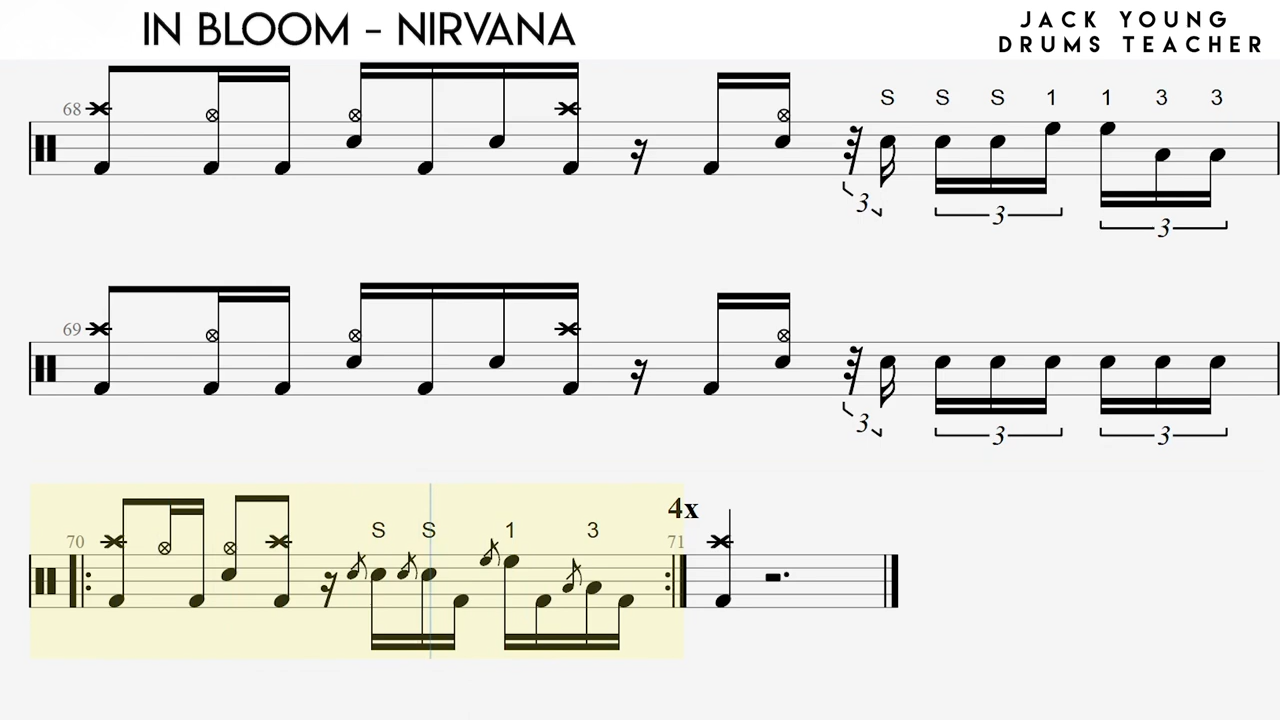 IN BLOOM - NIRVANA
JACK YOUNG
DRUMS TEACHER
68 S S S 1 1 3 3
3 3 3
69
3 3 3
4x
70 S S 1 3 71